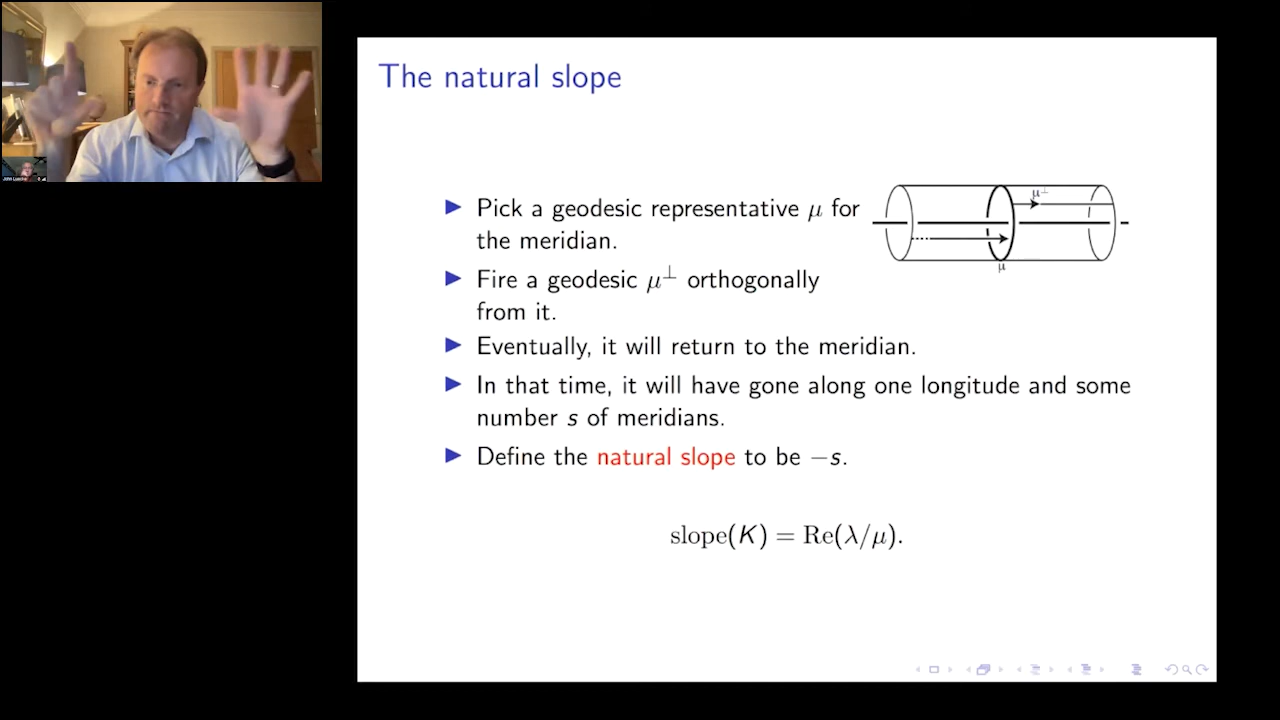 The natural slope
▶ Pick a geodesic representative μ for
the meridian.
▶ Fire a geodesic μ⊥ orthogonally
from it.
▶ Eventually, it will return to the meridian.
▶ In that time, it will have gone along one longitude and some
number s of meridians.
▶ Define the natural slope to be −s.
slope(K) = Re(λ/μ).
μ⊥
μ